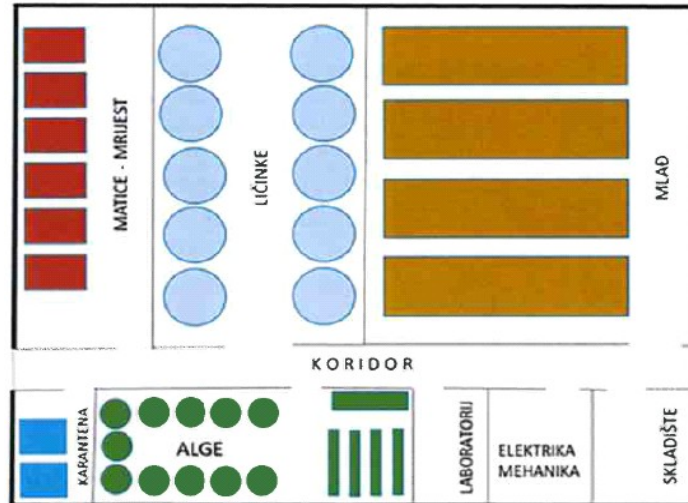 MATICE - MRIJEST
LIČINKE
MLAĐ
KORIDOR
KARANTENA
ALGE
LABORATORIJ
ELEKTRIKA
MEHANIKA
SKLADIŠTE